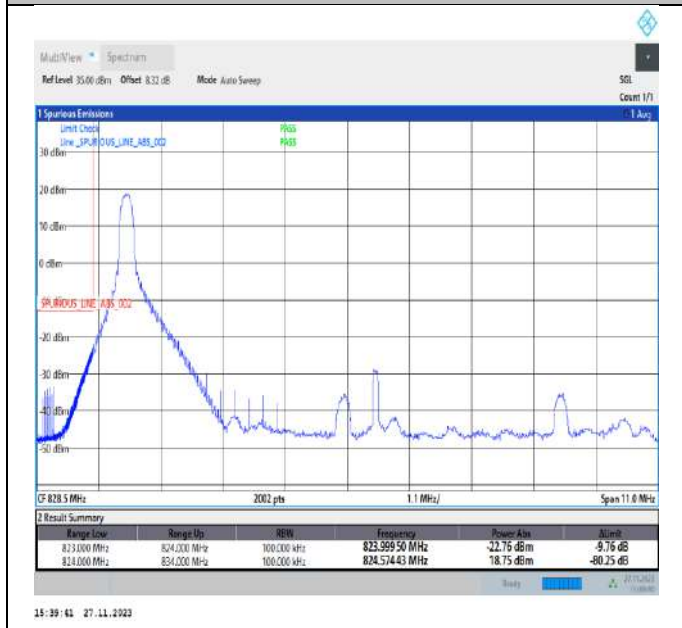 MultiView Spectrum
Ref Level 35.00 dBm Offset 8.32 dB Mode Auto Sweep SGL
Count 1/1
1 Spurious Emissions 1 Avg
Limit Check PASS
Line _SPURIOUS_LINE_ABS_002 PASS
30 dBm
20 dBm
10 dBm
0 dBm
SPURIOUS_LINE_ABS_002
-20 dBm
-30 dBm
-40 dBm
-50 dBm
CF 828.5 MHz 2002 pts 1.1 MHz/ Span 11.0 MHz
2 Result Summary
Range Low Range Up RBW Frequency Power Abs ΔLimit
823.000 MHz 824.000 MHz 100.000 kHz 823.99950 MHz -22.76 dBm -9.76 dB
824.000 MHz 834.000 MHz 100.000 kHz 824.57443 MHz 18.75 dBm -80.25 dB
Ready 27.11.2023
15:39:41 27.11.2023